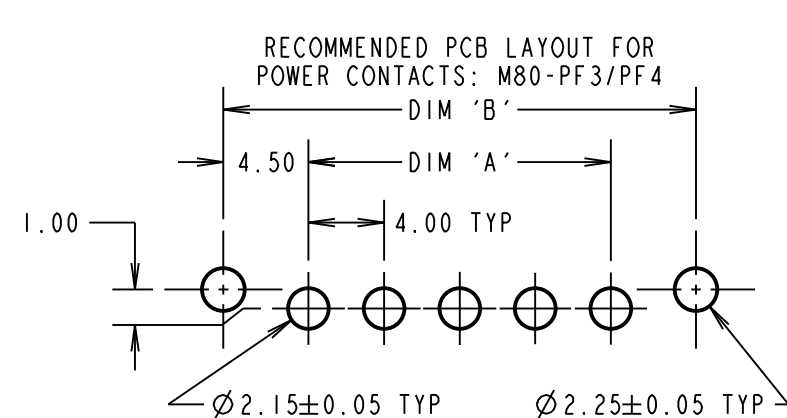 RECOMMENDED PCB LAYOUT FOR
POWER CONTACTS: M80-PF3/PF4
DIM 'B'
4.50 DIM 'A'
1.00 4.00 TYP
Ø2.15±0.05 TYP Ø2.25±0.05 TYP